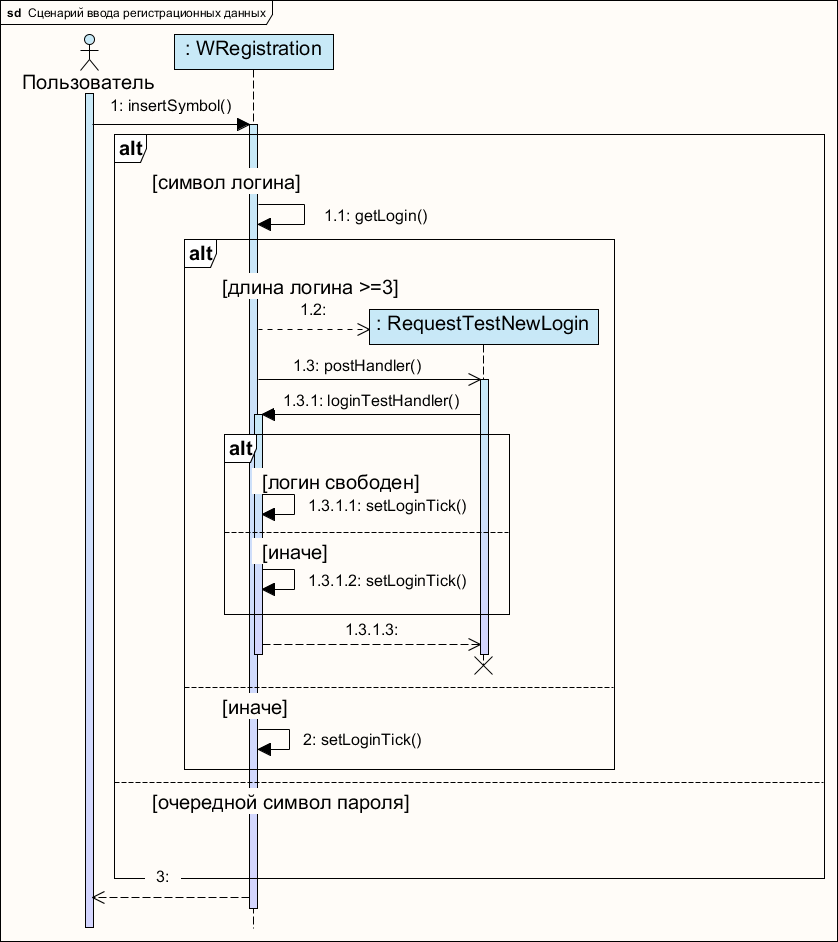 sd Сценарий ввода регистрационных данных
: WRegistration
Пользователь
1: insertSymbol()
alt
[символ логина]
1.1: getLogin()
alt
[длина логина >=3]
1.2:
: RequestTestNewLogin
1.3: postHandler()
1.3.1: loginTestHandler()
alt
[логин свободен]
1.3.1.1: setLoginTick()
[иначе]
1.3.1.2: setLoginTick()
1.3.1.3:
[иначе]
2: setLoginTick()
[очередной символ пароля]
3: